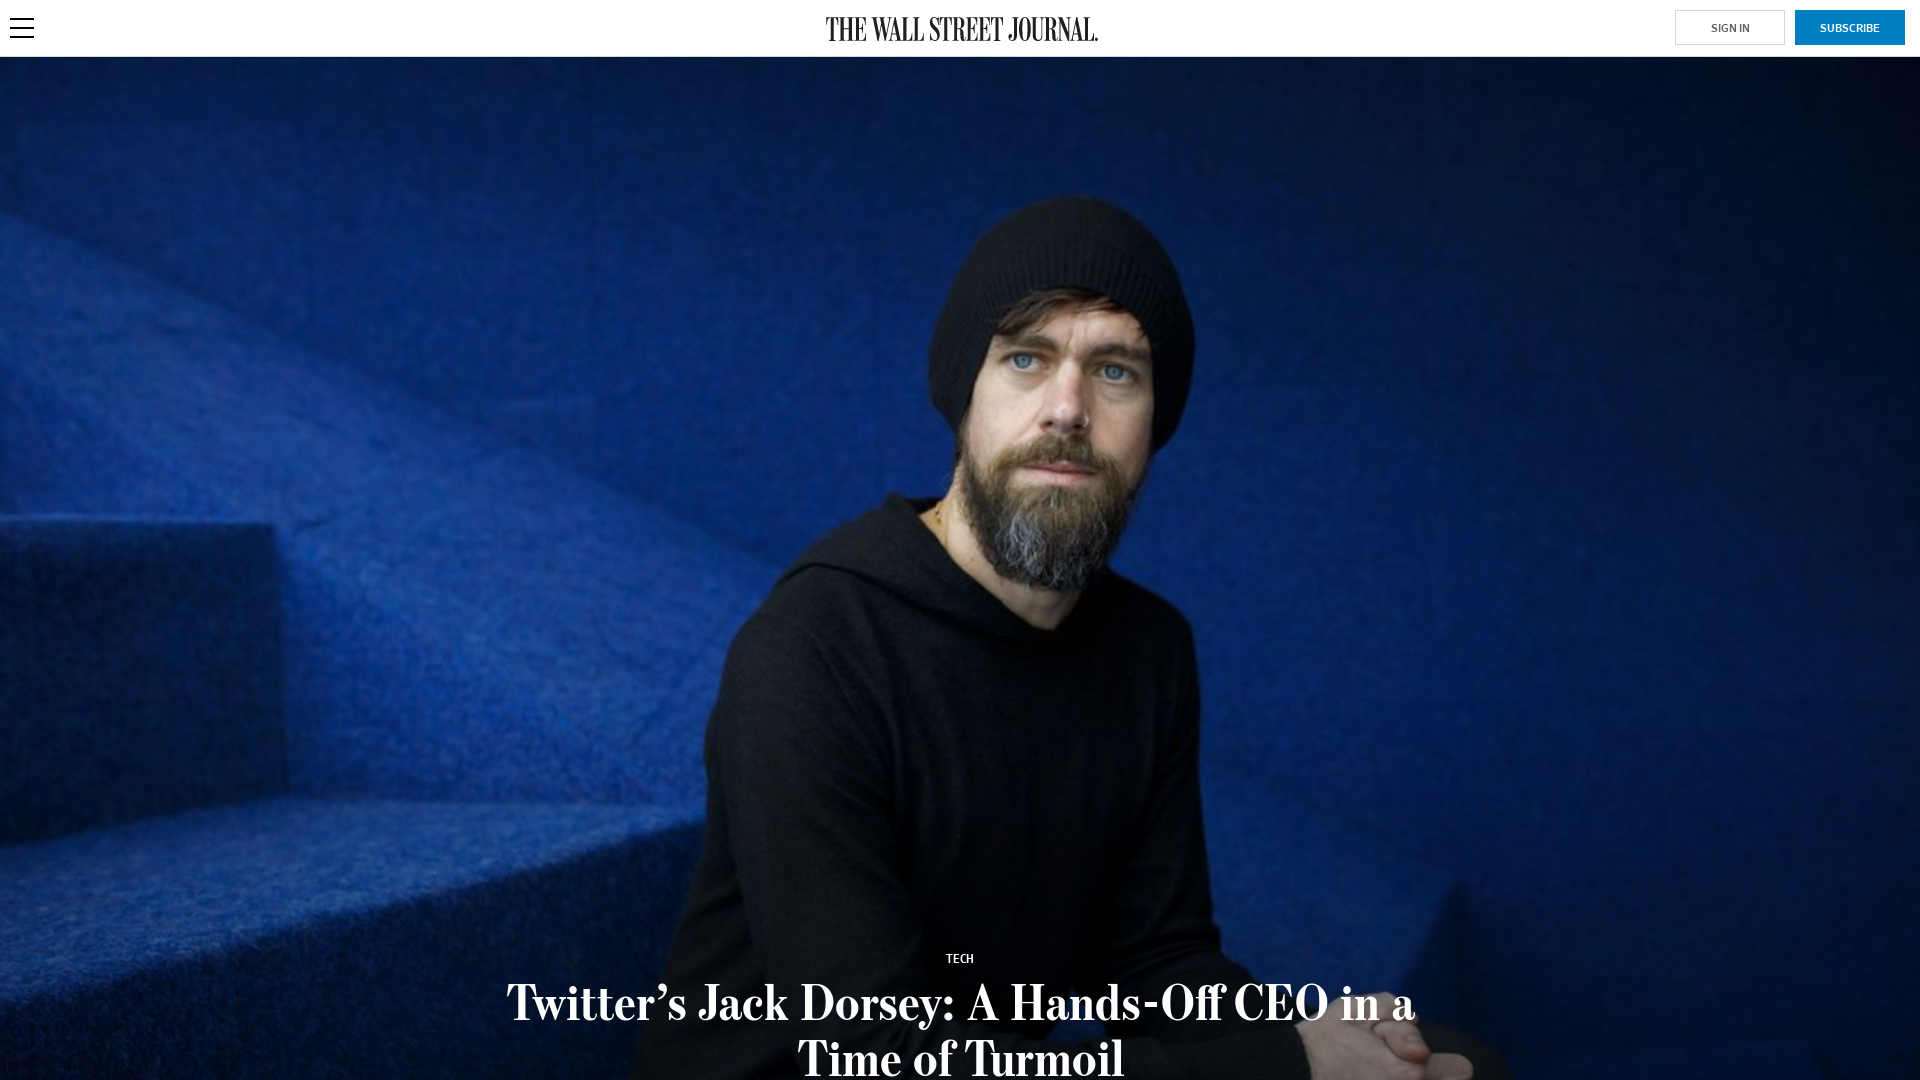 THE WALL STREET JOURNAL.
SIGN IN
SUBSCRIBE
TECH
Twitter’s Jack Dorsey: A Hands-Off CEO in a
Time of Turmoil